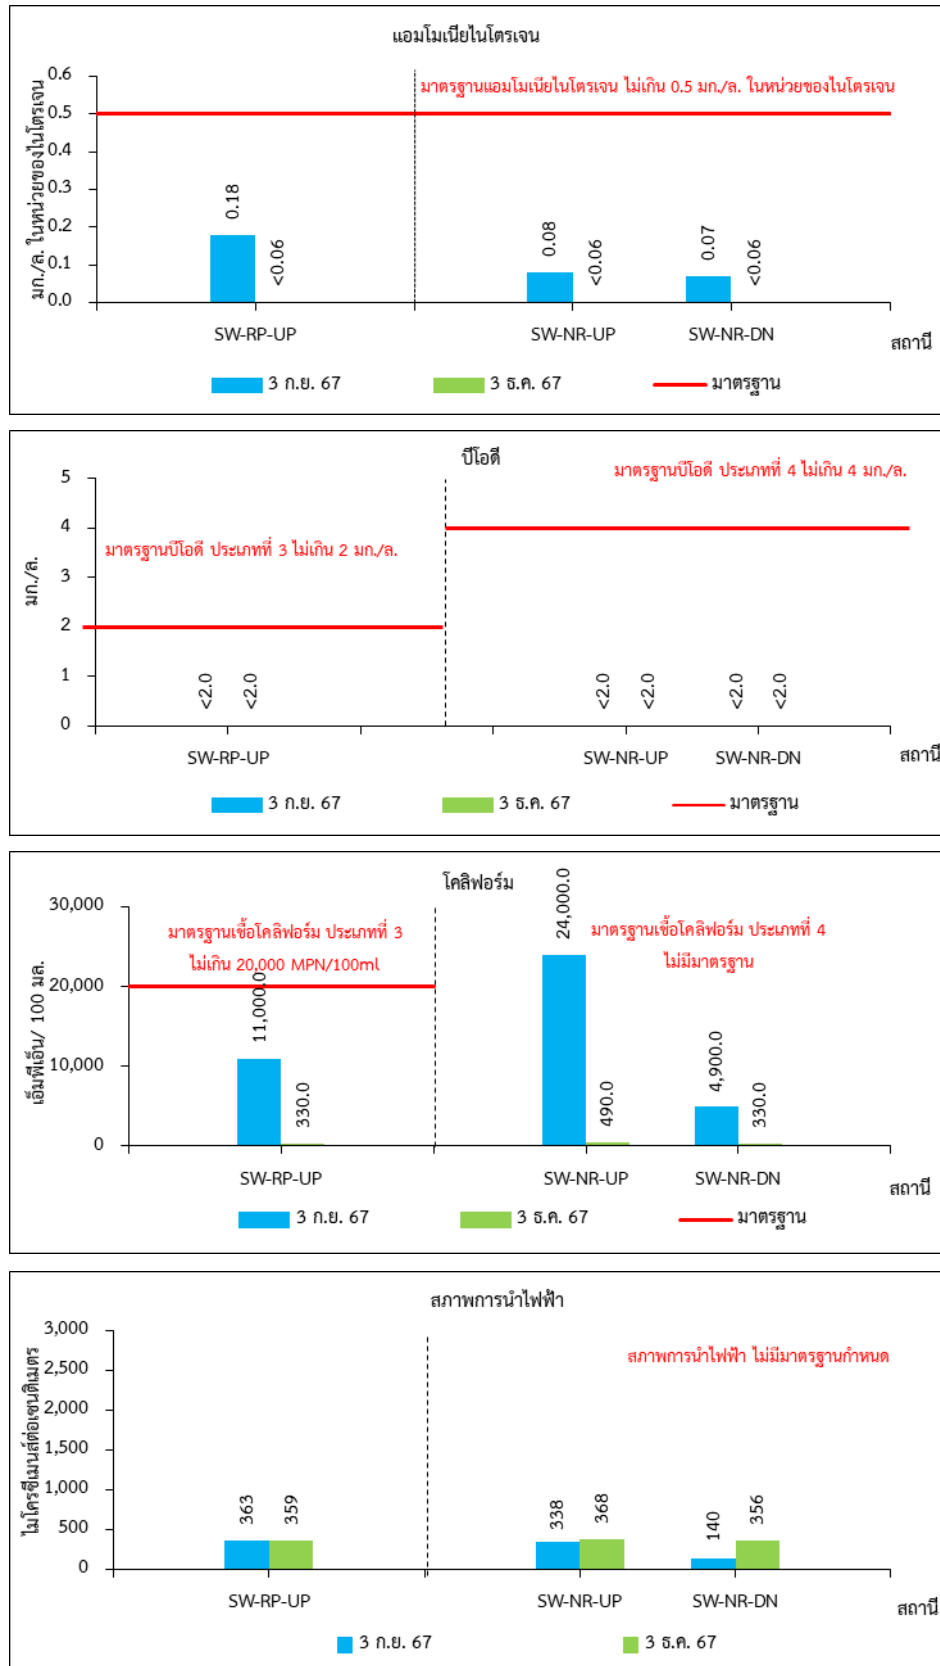 แอมโมเนียไนโตรเจน
มก./ล. ในหน่วยของไนโตรเจน
มาตรฐานแอมโมเนียไนโตรเจน ไม่เกิน 0.5 มก./ล. ในหน่วยของไนโตรเจน
0.6
0.5
0.4
0.3
0.2
0.1
0.0
0.18
<0.06
0.08
<0.06
0.07
<0.06
SW-RP-UP
SW-NR-UP
SW-NR-DN
สถานี
3 ก.ย. 67
3 ธ.ค. 67
มาตรฐาน
บีโอดี
มก./ล.
มาตรฐานบีโอดี ประเภทที่ 4 ไม่เกิน 4 มก./ล.
มาตรฐานบีโอดี ประเภทที่ 3 ไม่เกิน 2 มก./ล.
5
4
3
2
1
0
<2.0
<2.0
<2.0
<2.0
<2.0
<2.0
SW-RP-UP
SW-NR-UP
SW-NR-DN
สถานี
3 ก.ย. 67
3 ธ.ค. 67
มาตรฐาน
โคลิฟอร์ม
เอ็มพีเอ็น/ 100 มล.
มาตรฐานเชื้อโคลิฟอร์ม ประเภทที่ 3
ไม่เกิน 20,000 MPN/100ml
มาตรฐานเชื้อโคลิฟอร์ม ประเภทที่ 4
ไม่มีมาตรฐาน
30,000
20,000
10,000
0
11,000.0
330.0
24,000.0
490.0
4,900.0
330.0
SW-RP-UP
SW-NR-UP
SW-NR-DN
สถานี
3 ก.ย. 67
3 ธ.ค. 67
มาตรฐาน
สภาพการนำไฟฟ้า
ไมโครซีเมนส์ต่อเซนติเมตร
สภาพการนำไฟฟ้า ไม่มีมาตรฐานกำหนด
3,000
2,500
2,000
1,500
1,000
500
0
363
359
338
368
140
356
SW-RP-UP
SW-NR-UP
SW-NR-DN
สถานี
3 ก.ย. 67
3 ธ.ค. 67